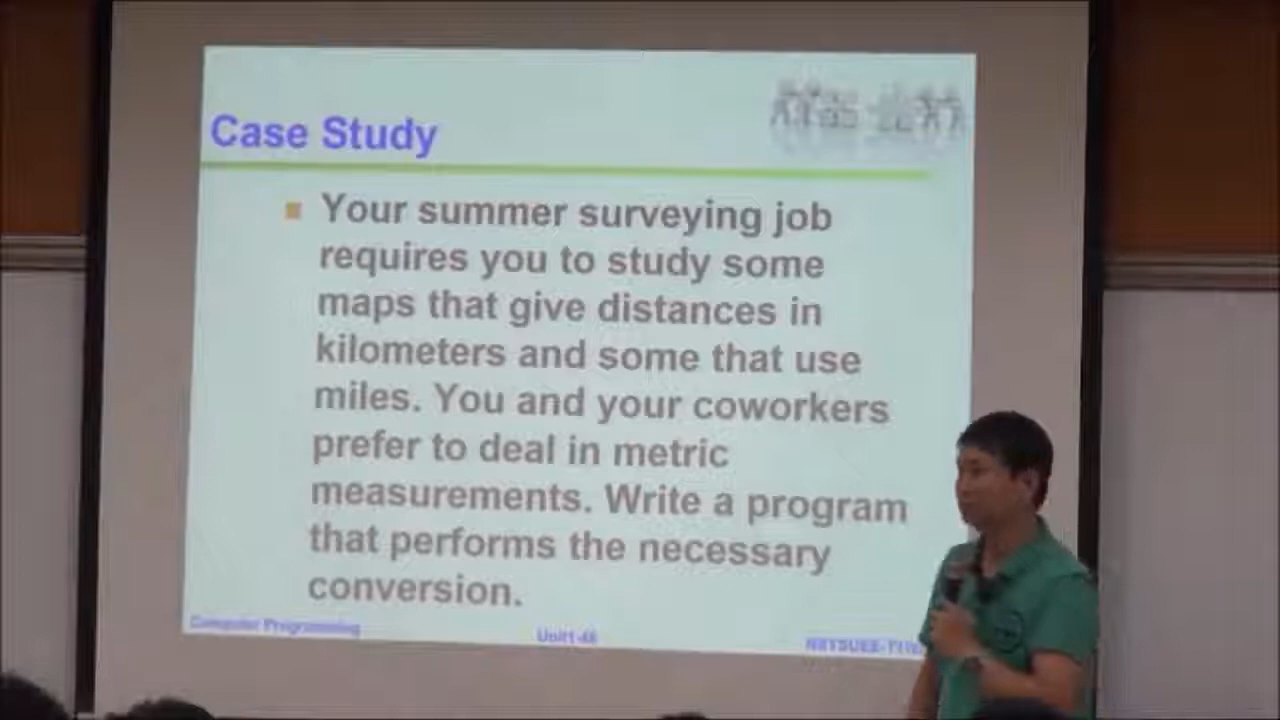 Case Study
Your summer surveying job
requires you to study some
maps that give distances in
kilometers and some that use
miles. You and your coworkers
prefer to deal in metric
measurements. Write a program
that performs the necessary
conversion.
Computer Programming